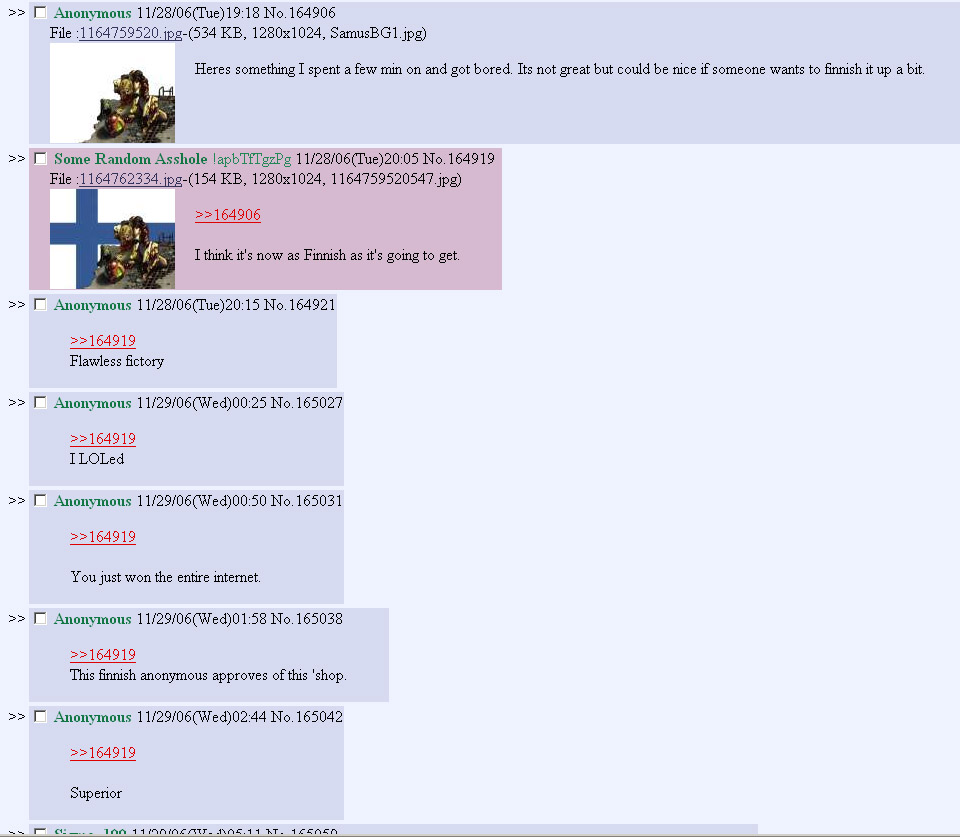 >> Anonymous 11/28/06(Tue)19:18 No.164906
File :1164759520.jpg-(534 KB, 1280x1024, SamusBG1.jpg)
Heres something I spent a few min on and got bored. Its not great but could be nice if someone wants to finnish it up a bit.
>> Some Random Asshole !apbTfTgzPg 11/28/06(Tue)20:05 No.164919
File :1164762334.jpg-(154 KB, 1280x1024, 1164759520547.jpg)
>>164906
I think it's now as Finnish as it's going to get.
>> Anonymous 11/28/06(Tue)20:15 No.164921
>>164919
Flawless fictory
>> Anonymous 11/29/06(Wed)00:25 No.165027
>>164919
I LOLed
>> Anonymous 11/29/06(Wed)00:50 No.165031
>>164919
You just won the entire internet.
>> Anonymous 11/29/06(Wed)01:58 No.165038
>>164919
This finnish anonymous approves of this 'shop.
>> Anonymous 11/29/06(Wed)02:44 No.165042
>>164919
Superior
>> 11/29/06(Wed)05:11